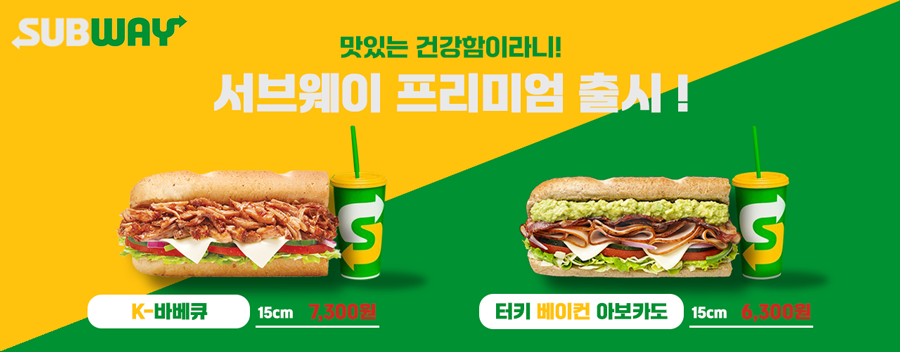 SUBWAY
맛있는 건강함이라니!
서브웨이 프리미엄 출시 !
K-바베큐 15cm 7,300원
터키 베이컨 아보카도 15cm 6,300원